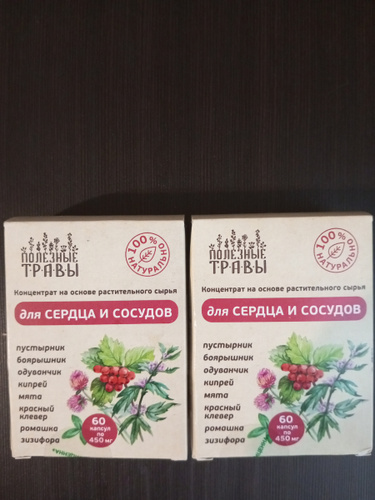 ПОЛЕЗНЫЕ
ТРАВЫ
100% НАТУРАЛЬНО
Концентрат на основе растительного сырья
для СЕРДЦА И СОСУДОВ
пустырник
боярышник
одуванчик
кипрей
мята
красный
клевер
ромашка
зизифора
60
капсул
по
450 мг
ПОЛЕЗНЫЕ
ТРАВЫ
100% НАТУРАЛЬНО
Концентрат на основе растительного сырья
для СЕРДЦА И СОСУДОВ
пустырник
боярышник
одуванчик
кипрей
мята
красный
клевер
ромашка
зизифора
60
капсул
по
450 мг